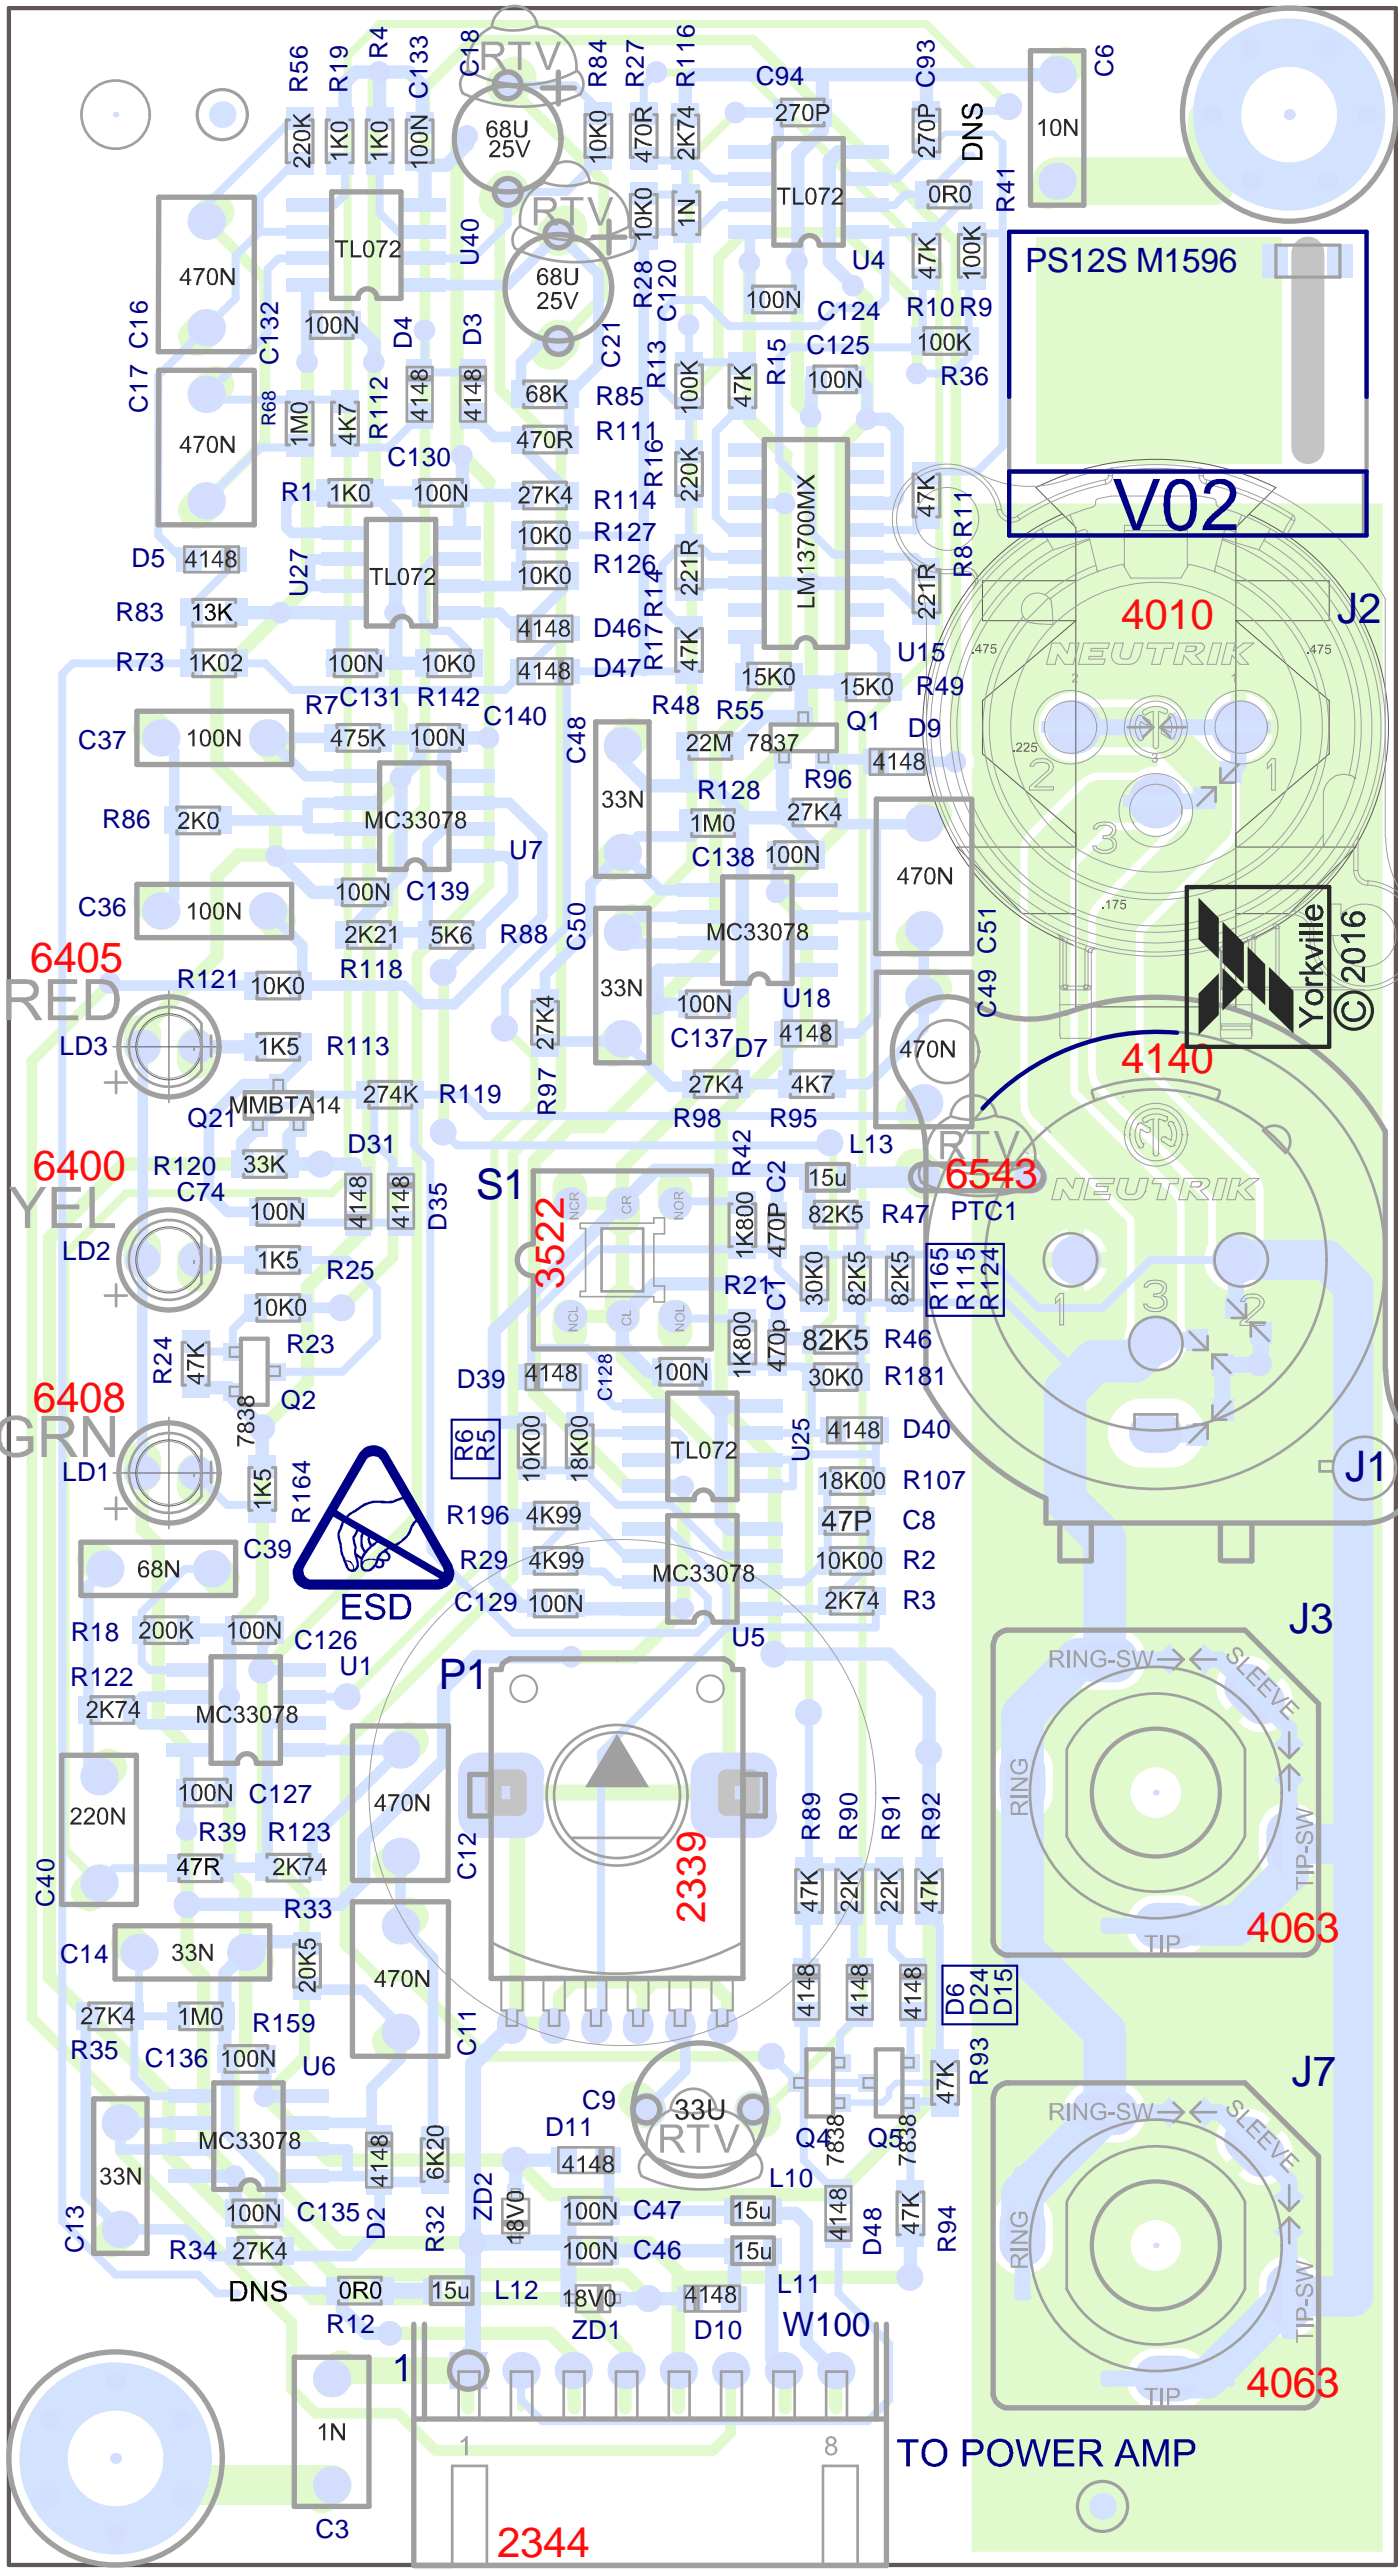 R56
R19
R4
C133
C18
RTV
R84
R27
R116
C94
C93
C6
220K
1K0
1K0
100N
68U
25V
10K0
470R
2K74
270P
270P
DNS
10N
C16
470N
TL072
U40
RTV
68U
25V
10K0
1N
TL072
U4
0R0
R41
47K
100K
PS12S M1596
C17
C132
100N
D4
D3
C21
R28
C120
100N
C124
R10
R9
C125
100K
R36
470N
R68
1M0
4K7
R112
4148
4148
68K
R85
R13
100K
47K
R15
100N
470R
R111
C130
R1
1K0
100N
27K4
R114
R16
220K
LM13700MX
47K
R11
V02
D5
4148
U27
TL072
10K0
R127
10K0
R126
R14
221R
221R
R8
R83
13K
4148
D46
R17
47K
4010
J2
NEUTRIK
.475
.475
R73
1K02
100N
10K0
4148
D47
15K0
15K0
U15
R49
R7
C131
R142
C140
C48
R48
R55
Q1
D9
C37
100N
475K
100N
22M
7837
4148
.225
2
1
3
2
1
3
.175
R86
2K0
MC33078
U7
33N
R128
1M0
R96
27K4
C138
100N
470N
C51
C36
100N
100N
C139
2K21
5K6
R88
R118
C50
MC33078
U18
Yorkville
©2016
6405
RED
R121
10K0
27K4
R97
33N
100N
C137
D7
4148
470N
C49
LD3
+
1K5
R113
4140
Q21
MMBTA14
274K
R119
27K4
R98
4K7
R95
NEUTRIK
6400
YEL
R120
33K
D31
L13
15u
RTV
6543
PTC1
C74
100N
4148
4148
D35
S1
3522
NCR
CR
NOR
NCL
CL
NOL
R42
C2
1K800
470P
82K5
R47
LD2
+
1K5
R25
R21
C1
30K0
82K5
82K5
R165
R115
R124
1
3
2
10K0
R24
47K
R23
1K800
470p
82K5
R46
30K0
R181
6408
GRN
7838
Q2
D39
4148
C128
100N
LD1
+
1K5
R164
R6
R5
10K00
18K00
TL072
U25
4148
D40
18K00
R107
J1
ESD
R196
4K99
47P
C8
C39
68N
R29
4K99
MC33078
10K00
R2
C129
100N
2K74
R3
U5
R18
200K
100N
C126
U1
P1
J3
RING-SW
SLEEVE
RING
TIP-SW
TIP
4063
R122
2K74
MC33078
C40
220N
100N
C127
470N
C12
2339
R39
R123
47R
2K74
R89
R90
R91
R92
47K
22K
22K
47K
R33
20K5
C14
33N
470N
C11
4148
4148
4148
D6
D24
D15
R35
27K4
1M0
R159
C136
100N
U6
R93
47K
J7
RING-SW
SLEEVE
RING
TIP-SW
TIP
4063
C9
33U
RTV
Q4
7838
Q5
7838
C13
33N
MC33078
4148
D2
6K20
R32
D11
4148
ZD2
18V0
L10
100N
C135
R34
27K4
100N
C47
15u
100N
C46
15u
4148
D48
47K
R94
DNS
0R0
R12
15u
L12
18V0
ZD1
4148
D10
L11
W100
1
1
8
C3
1N
2344
TO POWER AMP